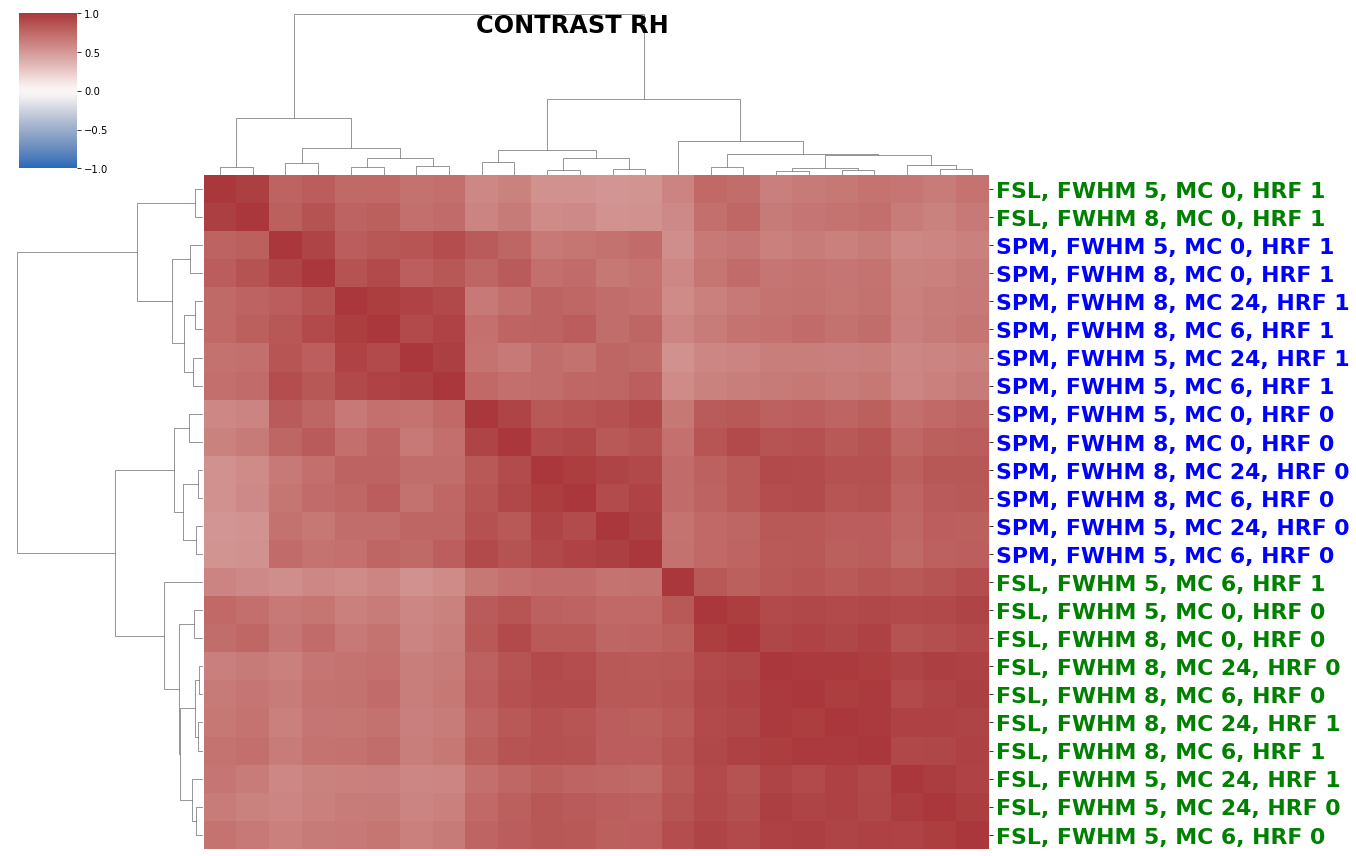 CONTRAST RH
1.0
0.5
0.0
−0.5
−1.0
FSL, FWHM 5, MC 0, HRF 1
FSL, FWHM 8, MC 0, HRF 1
SPM, FWHM 5, MC 0, HRF 1
SPM, FWHM 8, MC 0, HRF 1
SPM, FWHM 8, MC 24, HRF 1
SPM, FWHM 8, MC 6, HRF 1
SPM, FWHM 5, MC 24, HRF 1
SPM, FWHM 5, MC 6, HRF 1
SPM, FWHM 5, MC 0, HRF 0
SPM, FWHM 8, MC 0, HRF 0
SPM, FWHM 8, MC 24, HRF 0
SPM, FWHM 8, MC 6, HRF 0
SPM, FWHM 5, MC 24, HRF 0
SPM, FWHM 5, MC 6, HRF 0
FSL, FWHM 5, MC 6, HRF 1
FSL, FWHM 5, MC 0, HRF 0
FSL, FWHM 8, MC 0, HRF 0
FSL, FWHM 8, MC 24, HRF 0
FSL, FWHM 8, MC 6, HRF 0
FSL, FWHM 8, MC 24, HRF 1
FSL, FWHM 8, MC 6, HRF 1
FSL, FWHM 5, MC 24, HRF 1
FSL, FWHM 5, MC 24, HRF 0
FSL, FWHM 5, MC 6, HRF 0